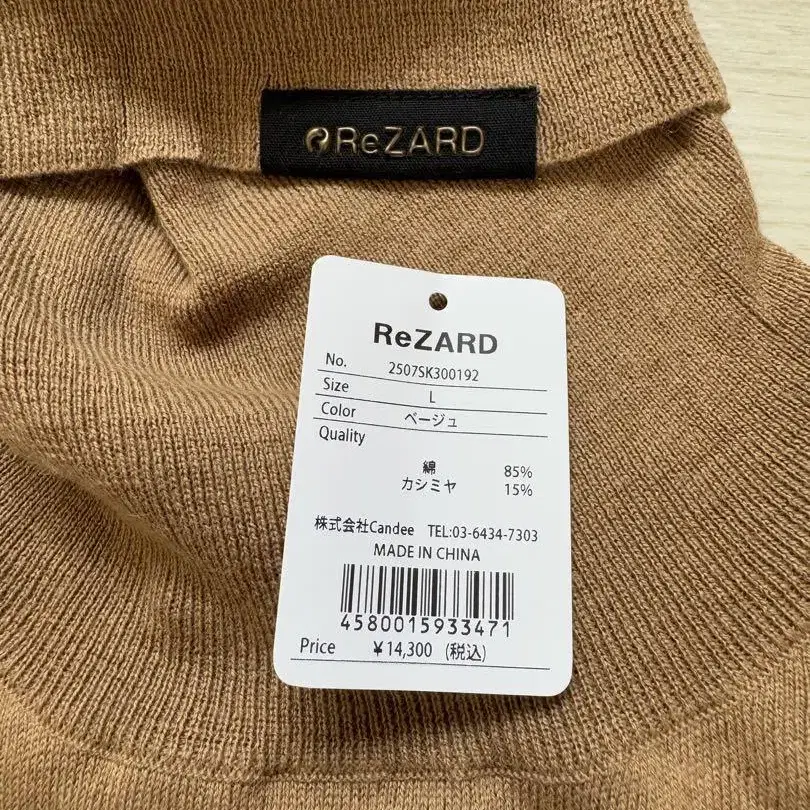 ReZARD
ReZARD
No. 2507SK300192
Size L
Color ベージュ
Quality
綿 85%
カシミヤ 15%
株式会社Candee TEL:03-6434-7303
MADE IN CHINA
4580015933471
Price ¥14,300 (税込)